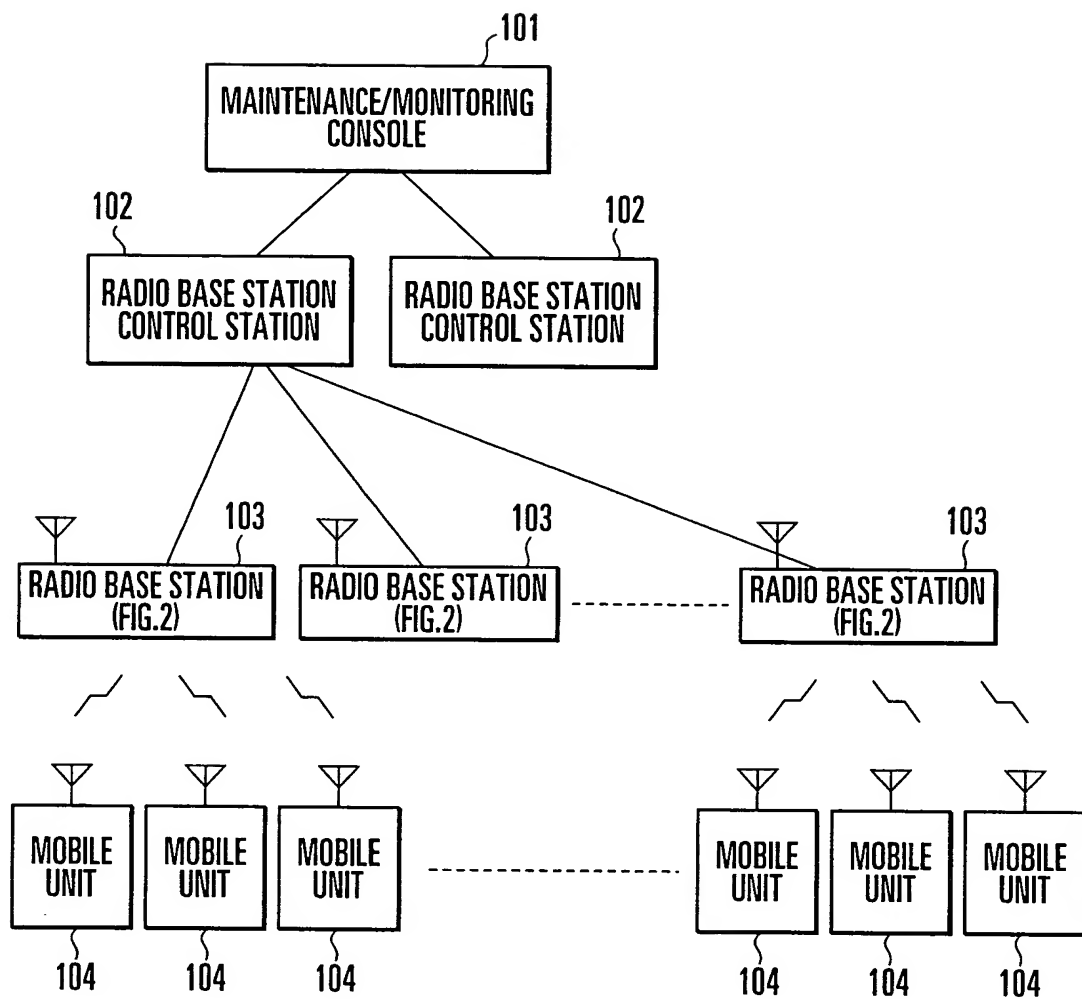 101
MAINTENANCE/MONITORING
CONSOLE
102
102
RADIO BASE STATION
CONTROL STATION
RADIO BASE STATION
CONTROL STATION
103
103
103
RADIO BASE STATION
(FIG.2)
RADIO BASE STATION
(FIG.2)
RADIO BASE STATION
(FIG.2)
MOBILE
UNIT
MOBILE
UNIT
MOBILE
UNIT
MOBILE
UNIT
MOBILE
UNIT
MOBILE
UNIT
104
104
104
104
104
104